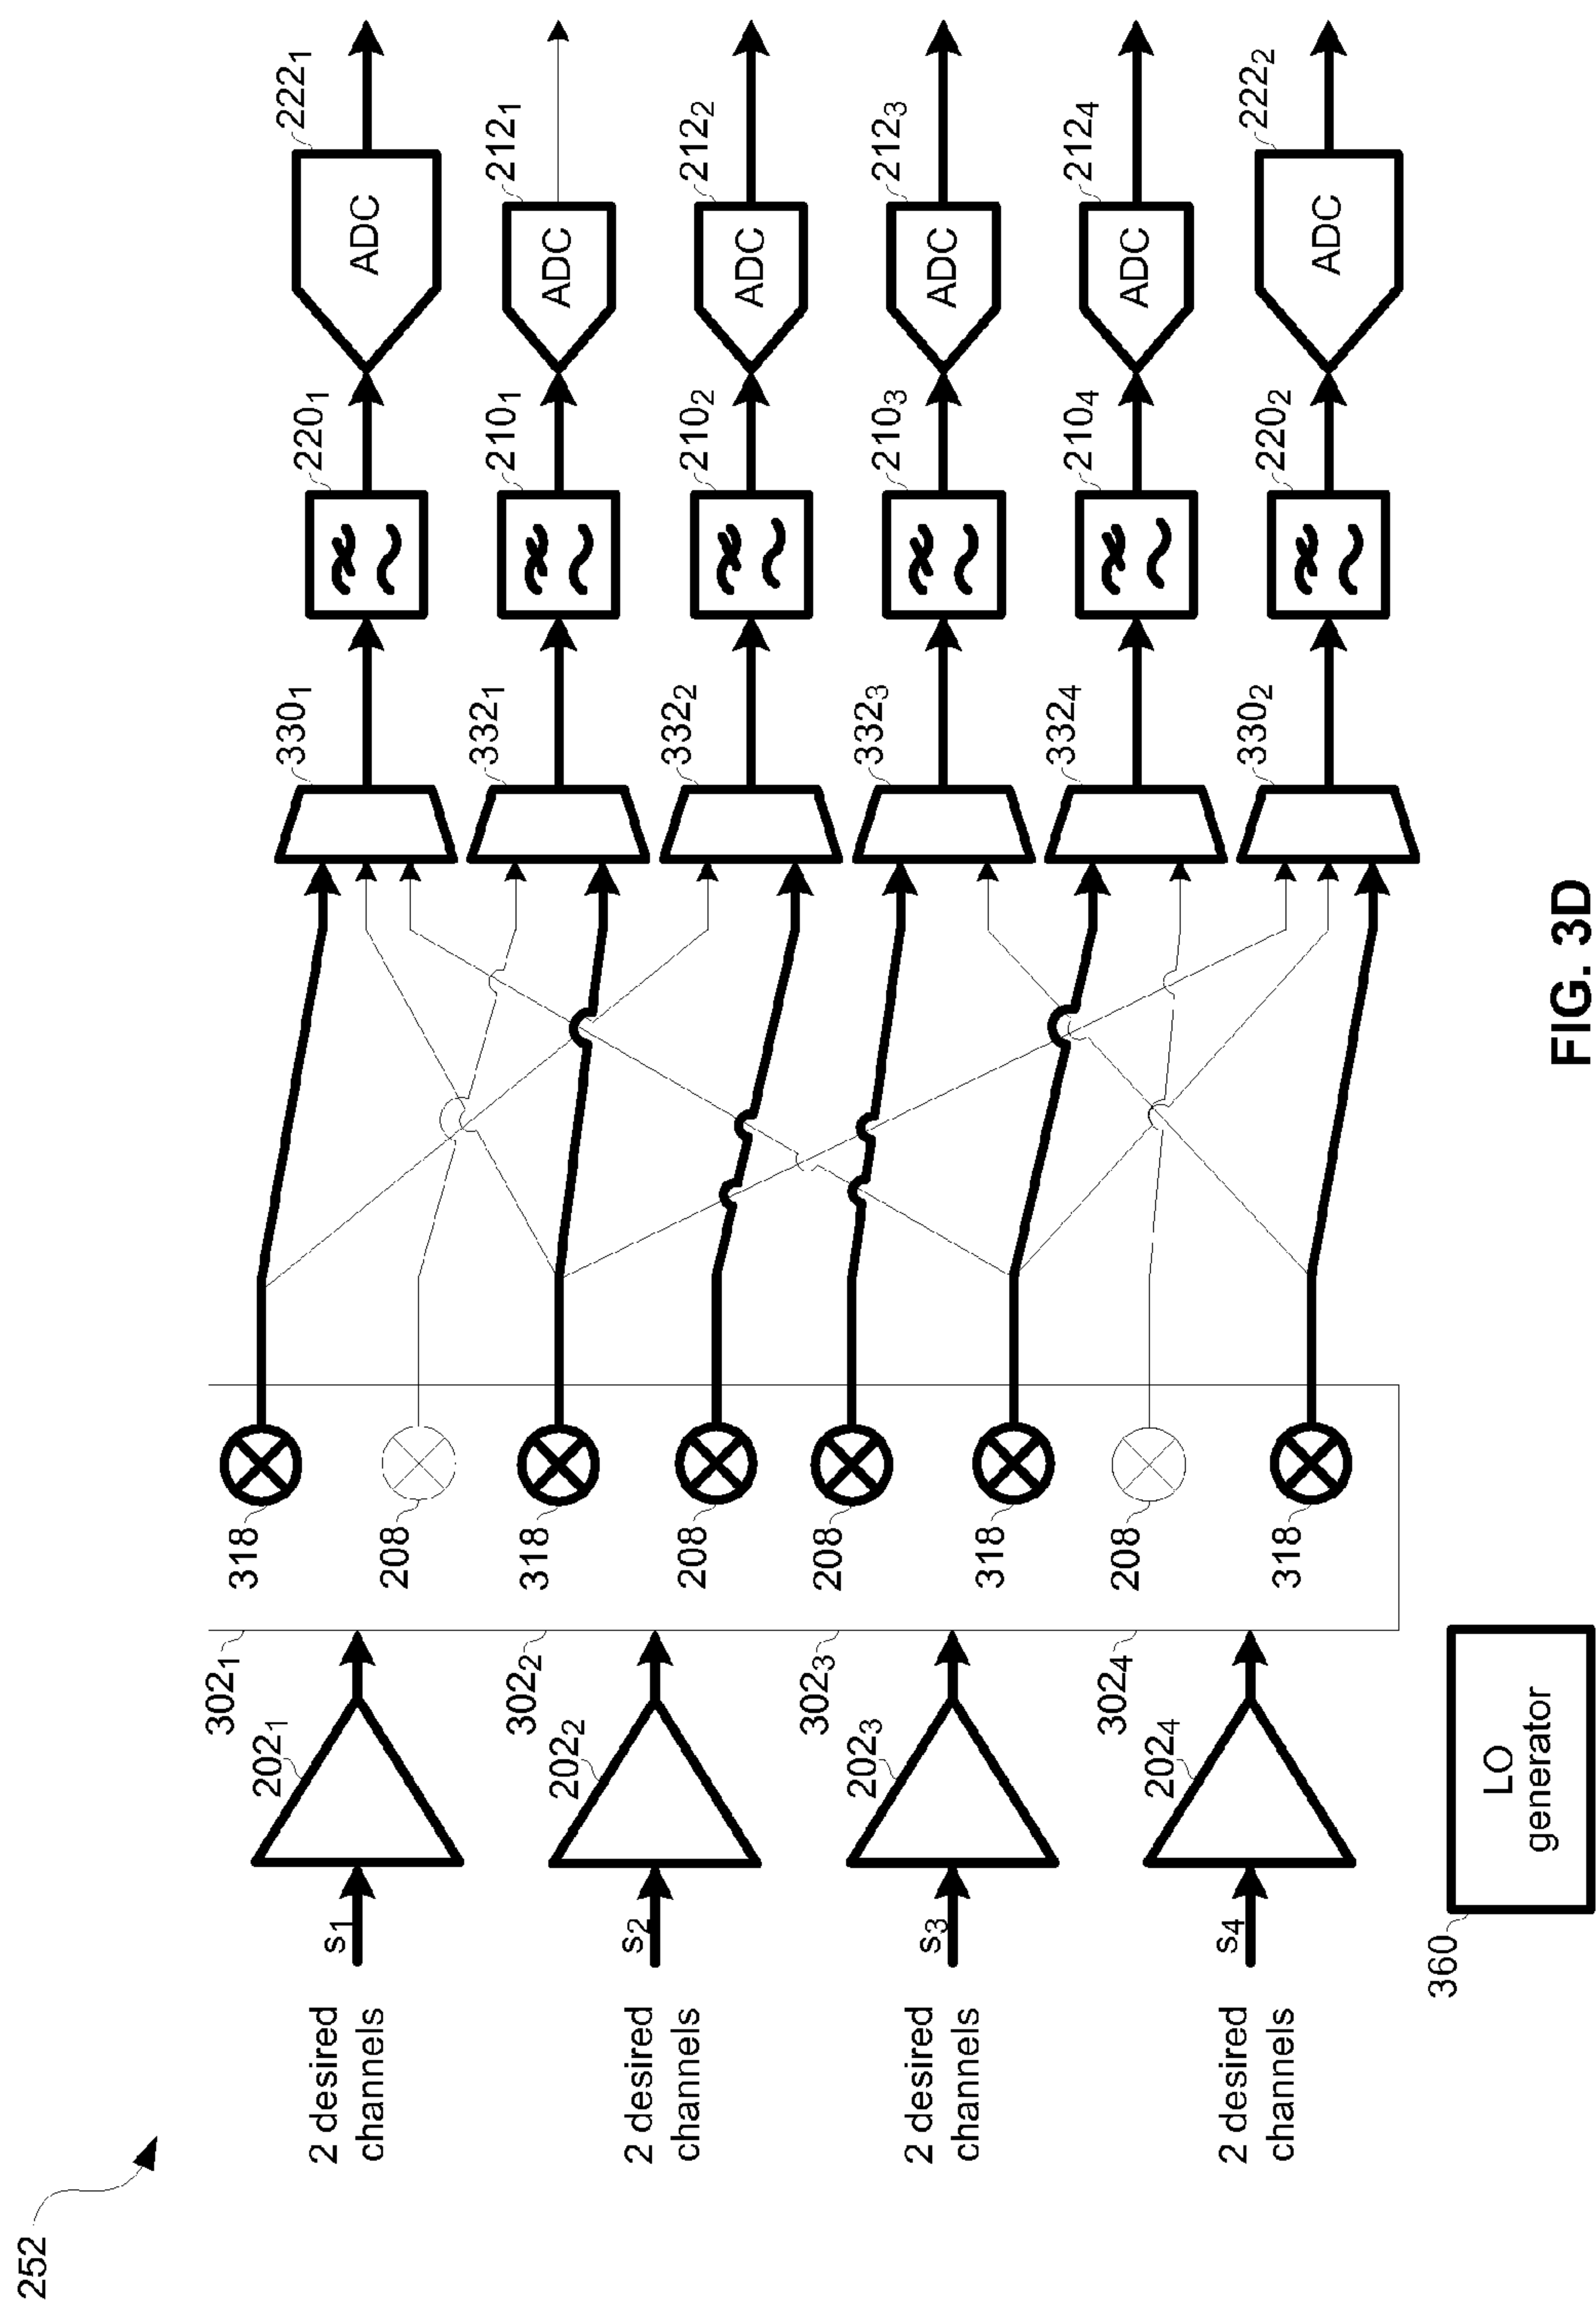 252
2 desired
channels
2 desired
channels
2 desired
channels
2 desired
channels
s1
s2
s3
s4
2021
2022
2023
2024
3021
3022
3023
3024
318
208
318
208
208
318
208
318
3301
3321
3322
3323
3324
3302
2201
2101
2102
2103
2104
2202
2221
2121
2122
2123
2124
2222
ADC
ADC
ADC
ADC
ADC
ADC
360
LO
generator
FIG. 3D